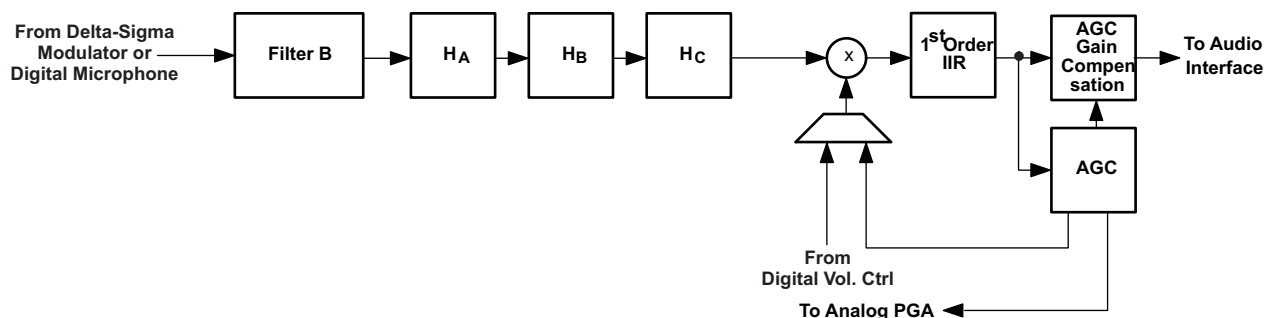 From Delta-Sigma
Modulator or
Digital Microphone
Filter B
HA
HB
HC
x
1st Order
IIR
AGC
Gain
Compen
sation
To Audio
Interface
AGC
From
Digital Vol. Ctrl
To Analog PGA